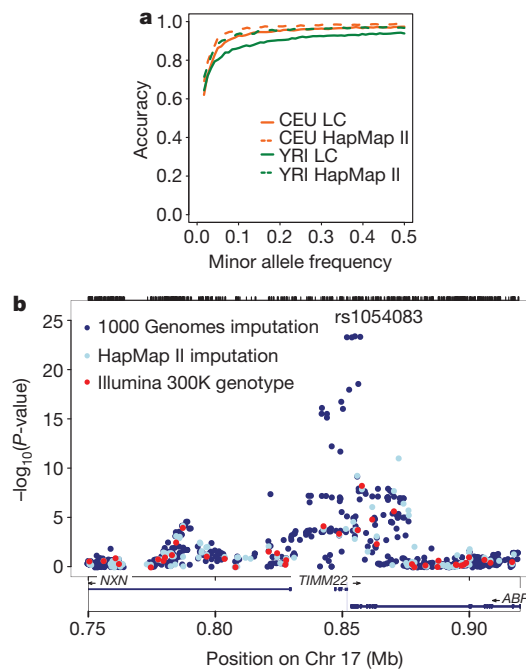 a
1.0
0.8
0.6
0.4
0.2
0.0
Accuracy
CEU LC
CEU HapMap II
YRI LC
YRI HapMap II
0.0 0.1 0.2 0.3 0.4 0.5
Minor allele frequency
b
rs1054083
25
20
15
10
5
0
–log10(P-value)
1000 Genomes imputation
HapMap II imputation
Illumina 300K genotype
NXN
TIMM22
ABR
0.75 0.80 0.85 0.90
Position on Chr 17 (Mb)